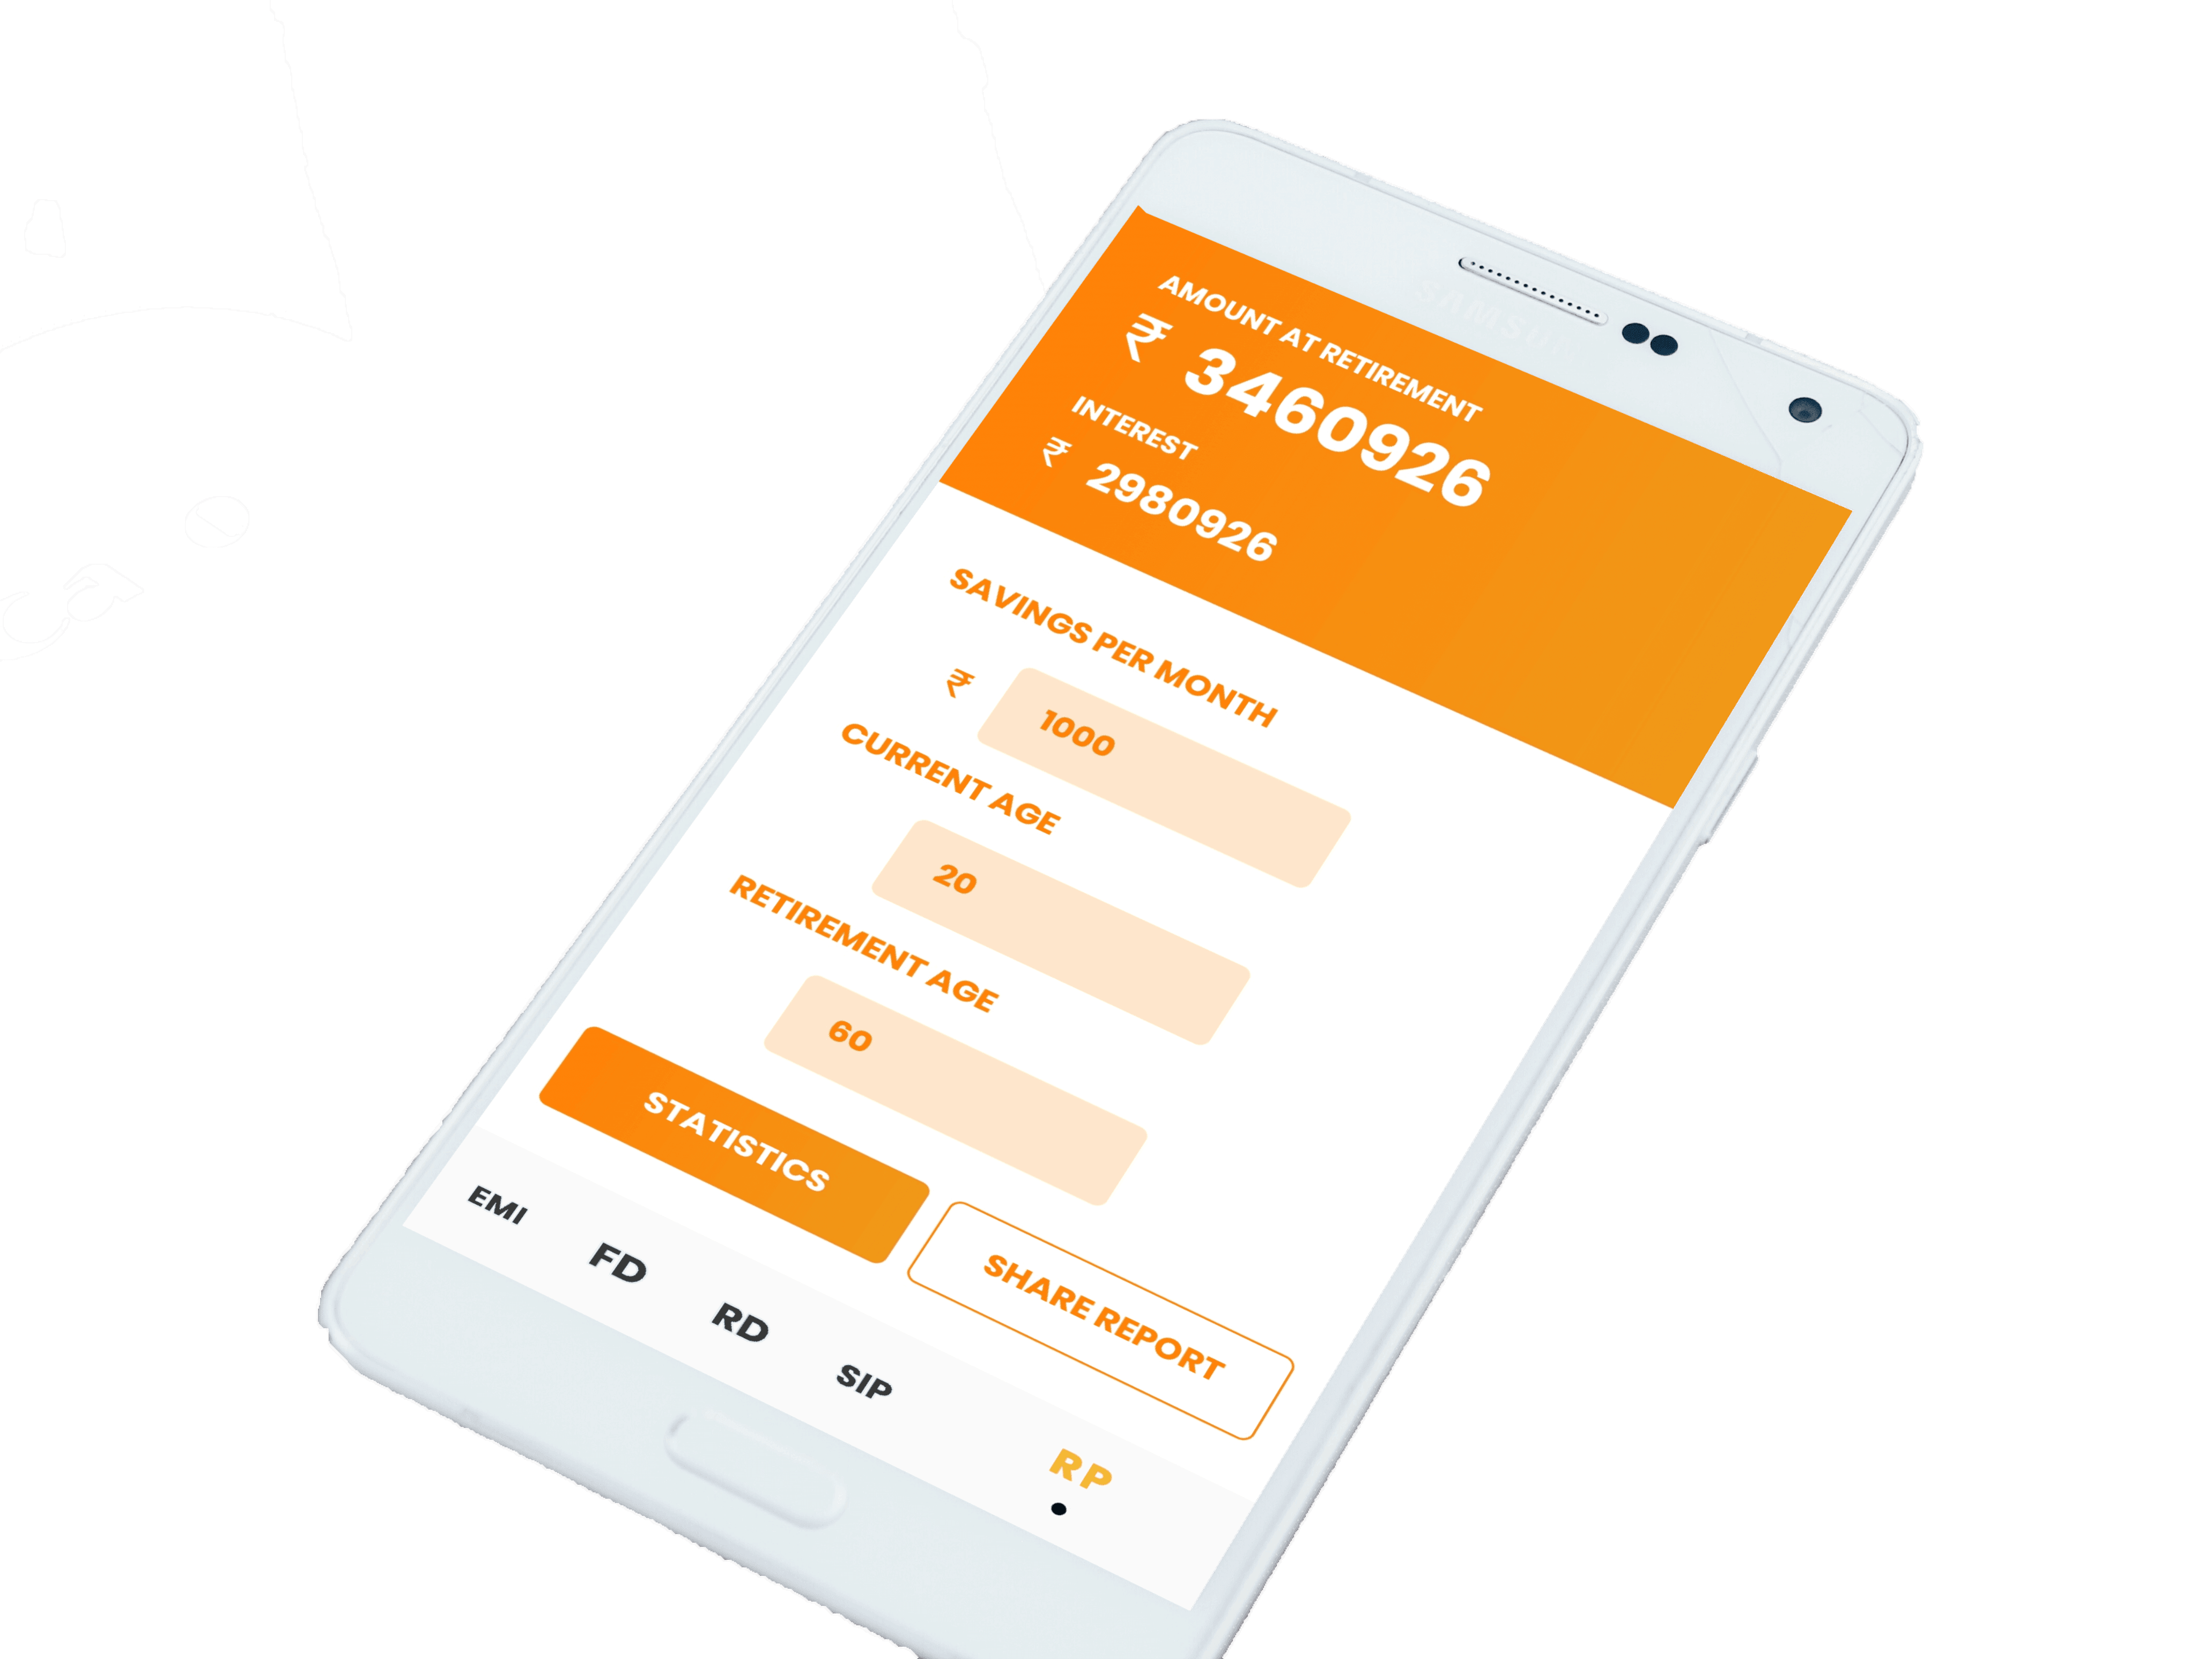 AMOUNT AT RETIREMENT
₹ 3460926
INTEREST
₹ 2980926
SAVINGS PER MONTH
₹ 1000
CURRENT AGE
20
RETIREMENT AGE
60
STATISTICS
SHARE REPORT
EMI FD RD SIP RP